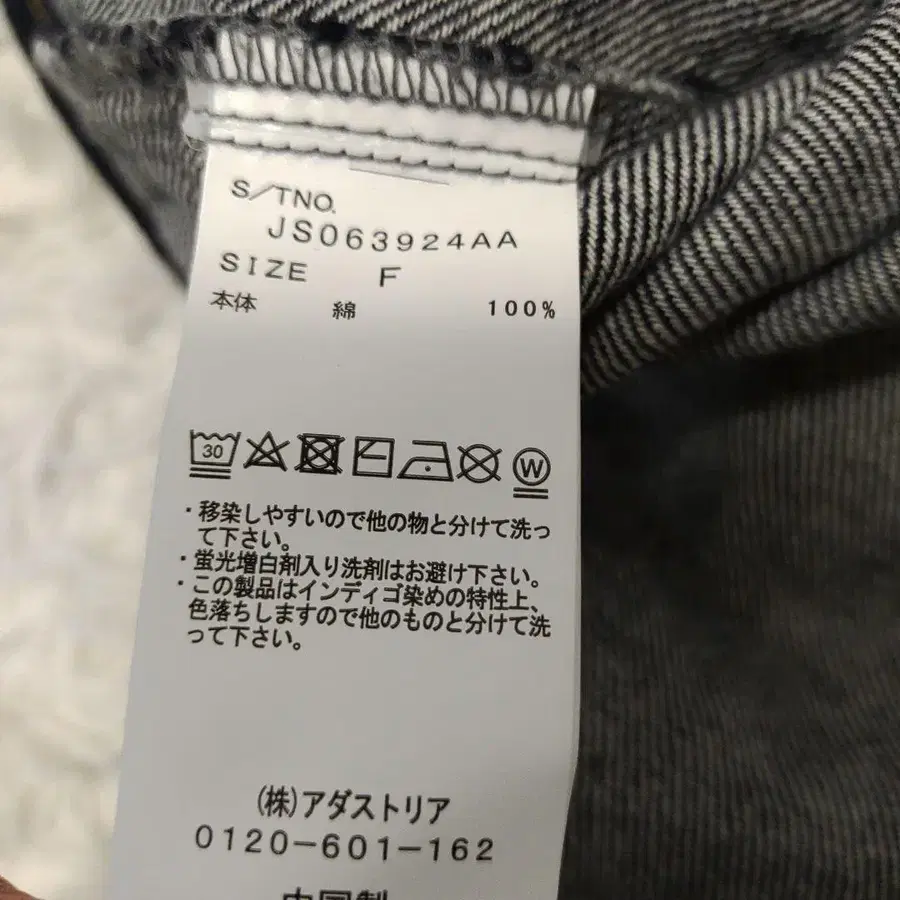 S/TNO.
JS063924AA
SIZE F
本体 綿 100%
30
W
・移染しやすいので他の物と分けて洗っ
て下さい。
・蛍光増白剤入り洗剤はお避け下さい。
・この製品はインディゴ染めの特性上、
色落ちしますので他のものと分けて洗
って下さい。
(株)アダストリア
0120-601-162
中国製